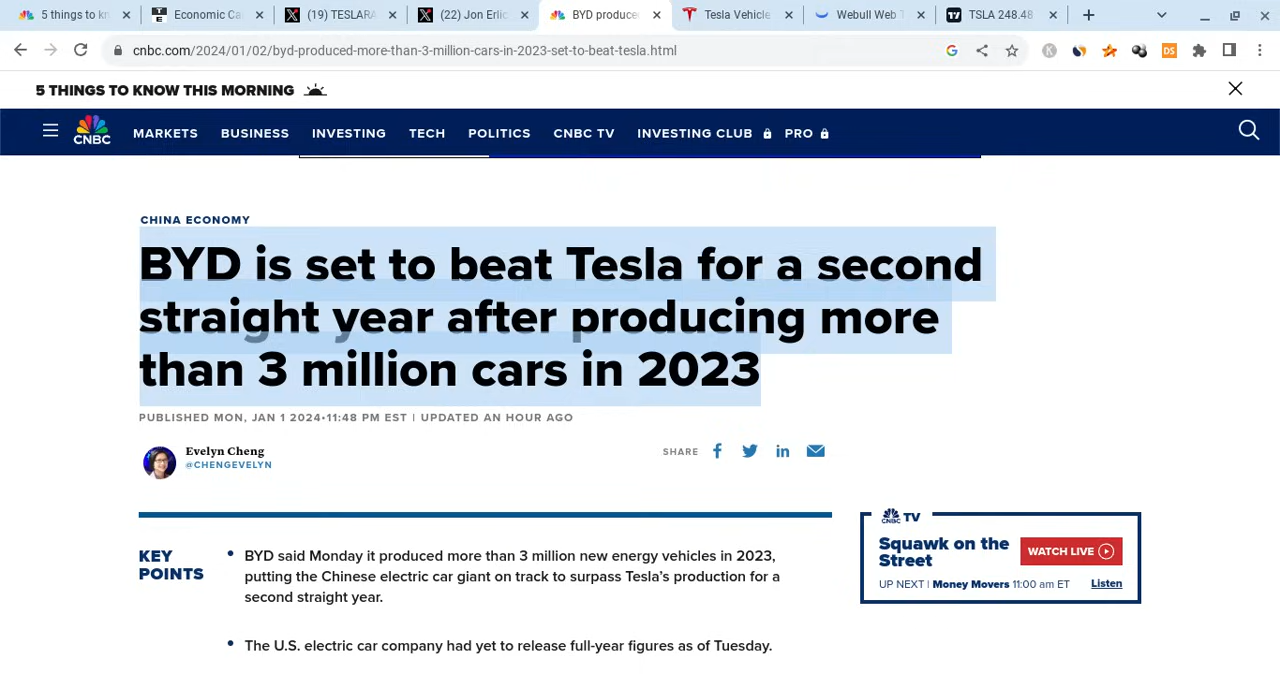 5 things to kn
Economic Ca
(19) TESLARA
(22) Jon Erlic
BYD produce
Tesla Vehicle
Webull Web T
TSLA 248.48
cnbc.com/2024/01/02/byd-produced-more-than-3-million-cars-in-2023-set-to-beat-tesla.html
5 THINGS TO KNOW THIS MORNING
CNBC
MARKETS BUSINESS INVESTING TECH POLITICS CNBC TV INVESTING CLUB PRO
CHINA ECONOMY
BYD is set to beat Tesla for a second
straight year after producing more
than 3 million cars in 2023
PUBLISHED MON, JAN 1 2024•11:48 PM EST | UPDATED AN HOUR AGO
Evelyn Cheng
@CHENGEVELYN
SHARE
KEY
POINTS
• BYD said Monday it produced more than 3 million new energy vehicles in 2023,
putting the Chinese electric car giant on track to surpass Tesla's production for a
second straight year.
• The U.S. electric car company had yet to release full-year figures as of Tuesday.
CNBC TV
Squawk on the
Street
WATCH LIVE
UP NEXT | Money Movers 11:00 am ET
Listen